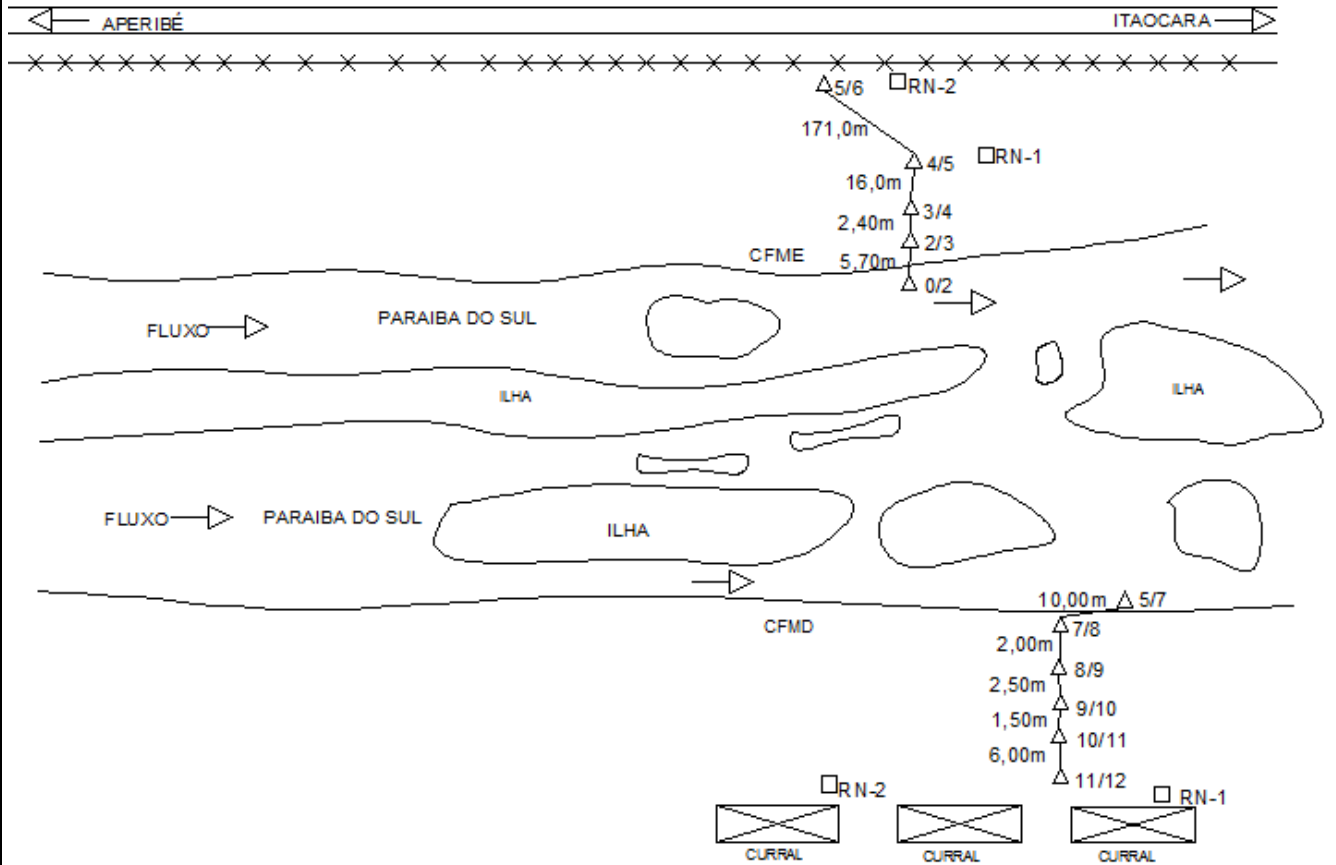 APERIBÉ
ITAOCARA
5/6
RN-2
171,0m
4/5
RN-1
16,0m
3/4
2,40m
2/3
CFME
5,70m
0/2
FLUXO
PARAIBA DO SUL
ILHA
ILHA
FLUXO
PARAIBA DO SUL
ILHA
10,00m
5/7
CFMD
7/8
2,00m
8/9
2,50m
9/10
1,50m
10/11
6,00m
11/12
RN-2
RN-1
CURRAL
CURRAL
CURRAL